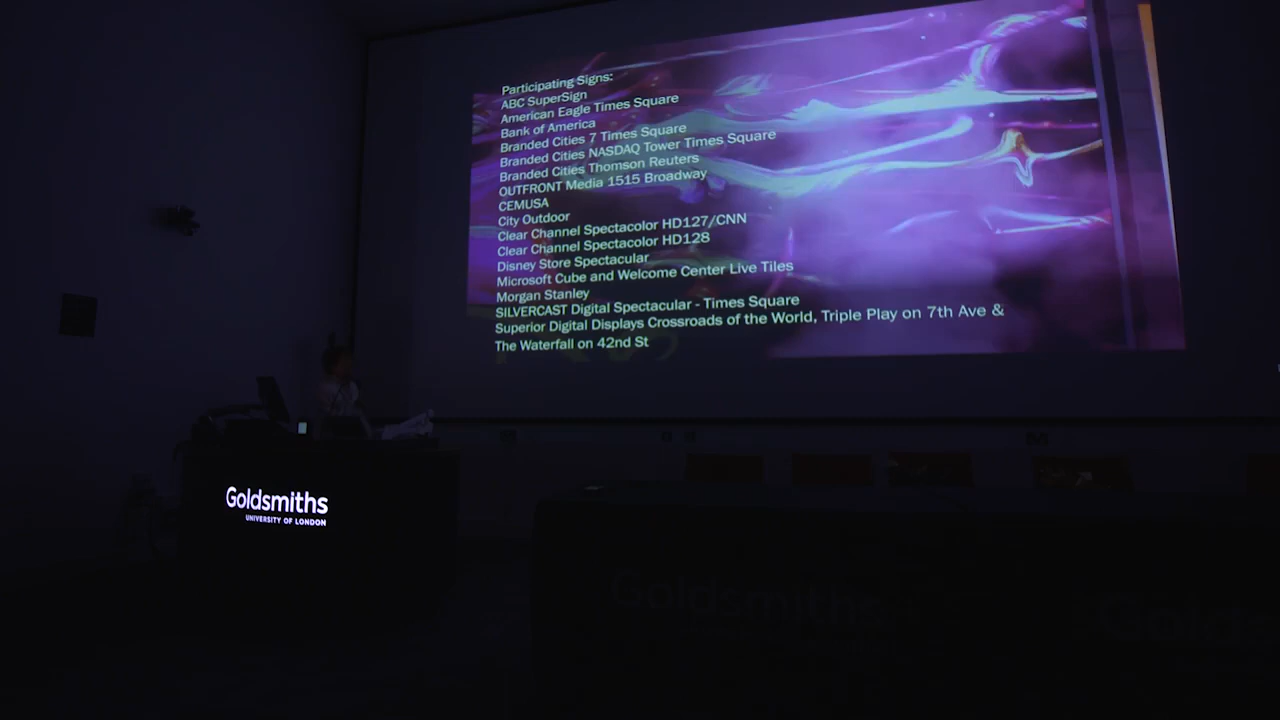 Participating Signs:
ABC SuperSign
American Eagle Times Square
Bank of America
Branded Cities 7 Times Square
Branded Cities NASDAQ Tower Times Square
Branded Cities Thomson Reuters
OUTFRONT Media 1515 Broadway
CEMUSA
City Outdoor
Clear Channel Spectacolor HD127/CNN
Clear Channel Spectacolor HD128
Disney Store Spectacular
Microsoft Cube and Welcome Center Live Tiles
Morgan Stanley
SILVERCAST Digital Spectacular - Times Square
Superior Digital Displays Crossroads of the World, Triple Play on 7th Ave &
The Waterfall on 42nd St
Goldsmiths
UNIVERSITY OF LONDON
Goldsmiths
Goldsmiths